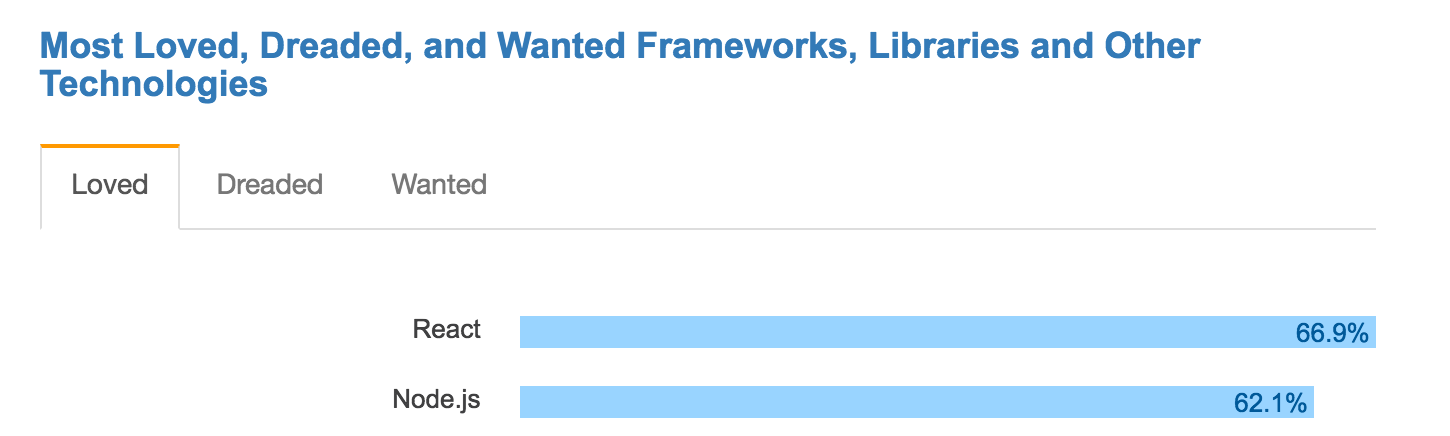 Most Loved, Dreaded, and Wanted Frameworks, Libraries and Other
Technologies
Loved Dreaded Wanted
React 66.9%
Node.js 62.1%